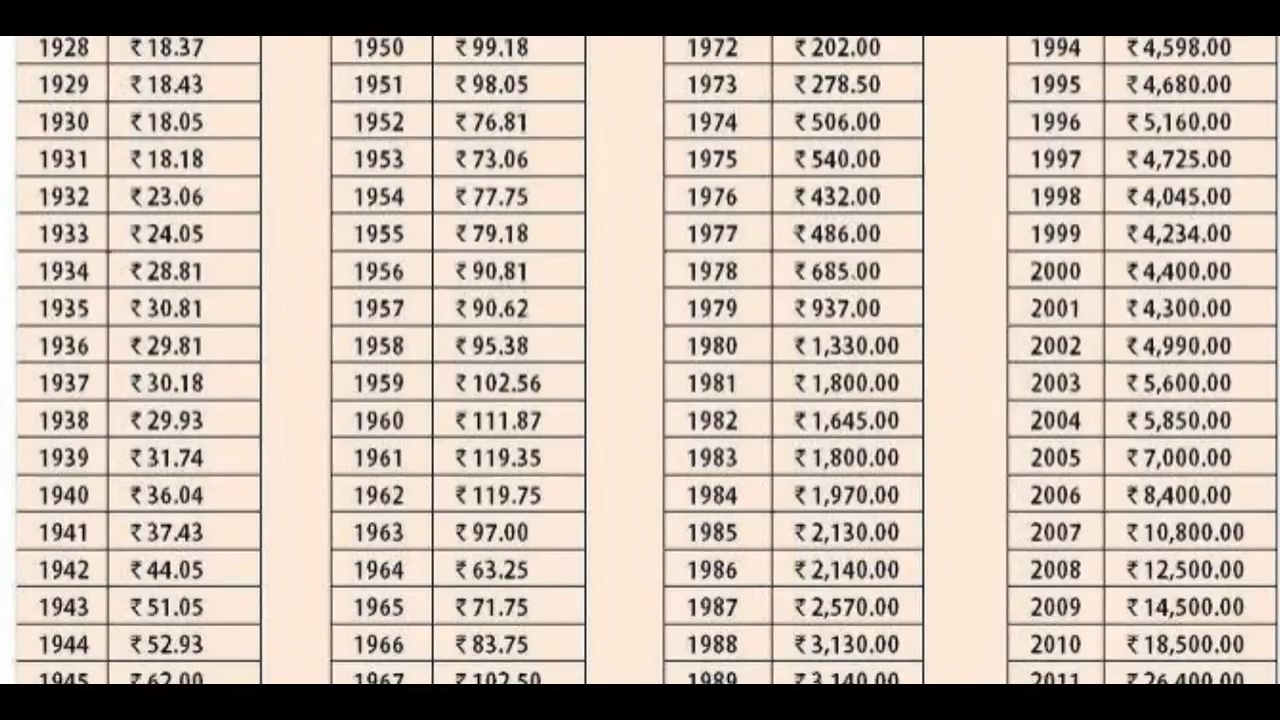 1928 ₹18.37 1950 ₹99.18 1972 ₹202.00 1994 ₹4,598.00
1929 ₹18.43 1951 ₹98.05 1973 ₹278.50 1995 ₹4,680.00
1930 ₹18.05 1952 ₹76.81 1974 ₹506.00 1996 ₹5,160.00
1931 ₹18.18 1953 ₹73.06 1975 ₹540.00 1997 ₹4,725.00
1932 ₹23.06 1954 ₹77.75 1976 ₹432.00 1998 ₹4,045.00
1933 ₹24.05 1955 ₹79.18 1977 ₹486.00 1999 ₹4,234.00
1934 ₹28.81 1956 ₹90.81 1978 ₹685.00 2000 ₹4,400.00
1935 ₹30.81 1957 ₹90.62 1979 ₹937.00 2001 ₹4,300.00
1936 ₹29.81 1958 ₹95.38 1980 ₹1,330.00 2002 ₹4,990.00
1937 ₹30.18 1959 ₹102.56 1981 ₹1,800.00 2003 ₹5,600.00
1938 ₹29.93 1960 ₹111.87 1982 ₹1,645.00 2004 ₹5,850.00
1939 ₹31.74 1961 ₹119.35 1983 ₹1,800.00 2005 ₹7,000.00
1940 ₹36.04 1962 ₹119.75 1984 ₹1,970.00 2006 ₹8,400.00
1941 ₹37.43 1963 ₹97.00 1985 ₹2,130.00 2007 ₹10,800.00
1942 ₹44.05 1964 ₹63.25 1986 ₹2,140.00 2008 ₹12,500.00
1943 ₹51.05 1965 ₹71.75 1987 ₹2,570.00 2009 ₹14,500.00
1944 ₹52.93 1966 ₹83.75 1988 ₹3,130.00 2010 ₹18,500.00
1945 ₹62.00 1967 ₹102.50 1989 ₹3,140.00 2011 ₹26,400.00